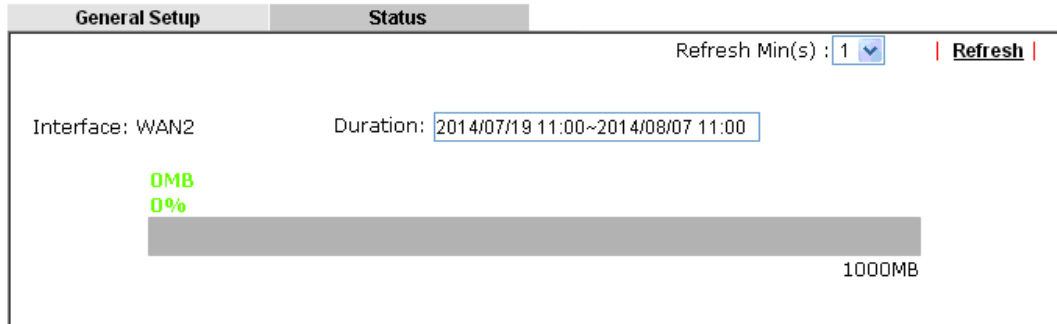 General Setup Status
Refresh Min(s) : 1 | Refresh |
Interface: WAN2 Duration: 2014/07/19 11:00~2014/08/07 11:00
0MB
0%
1000MB